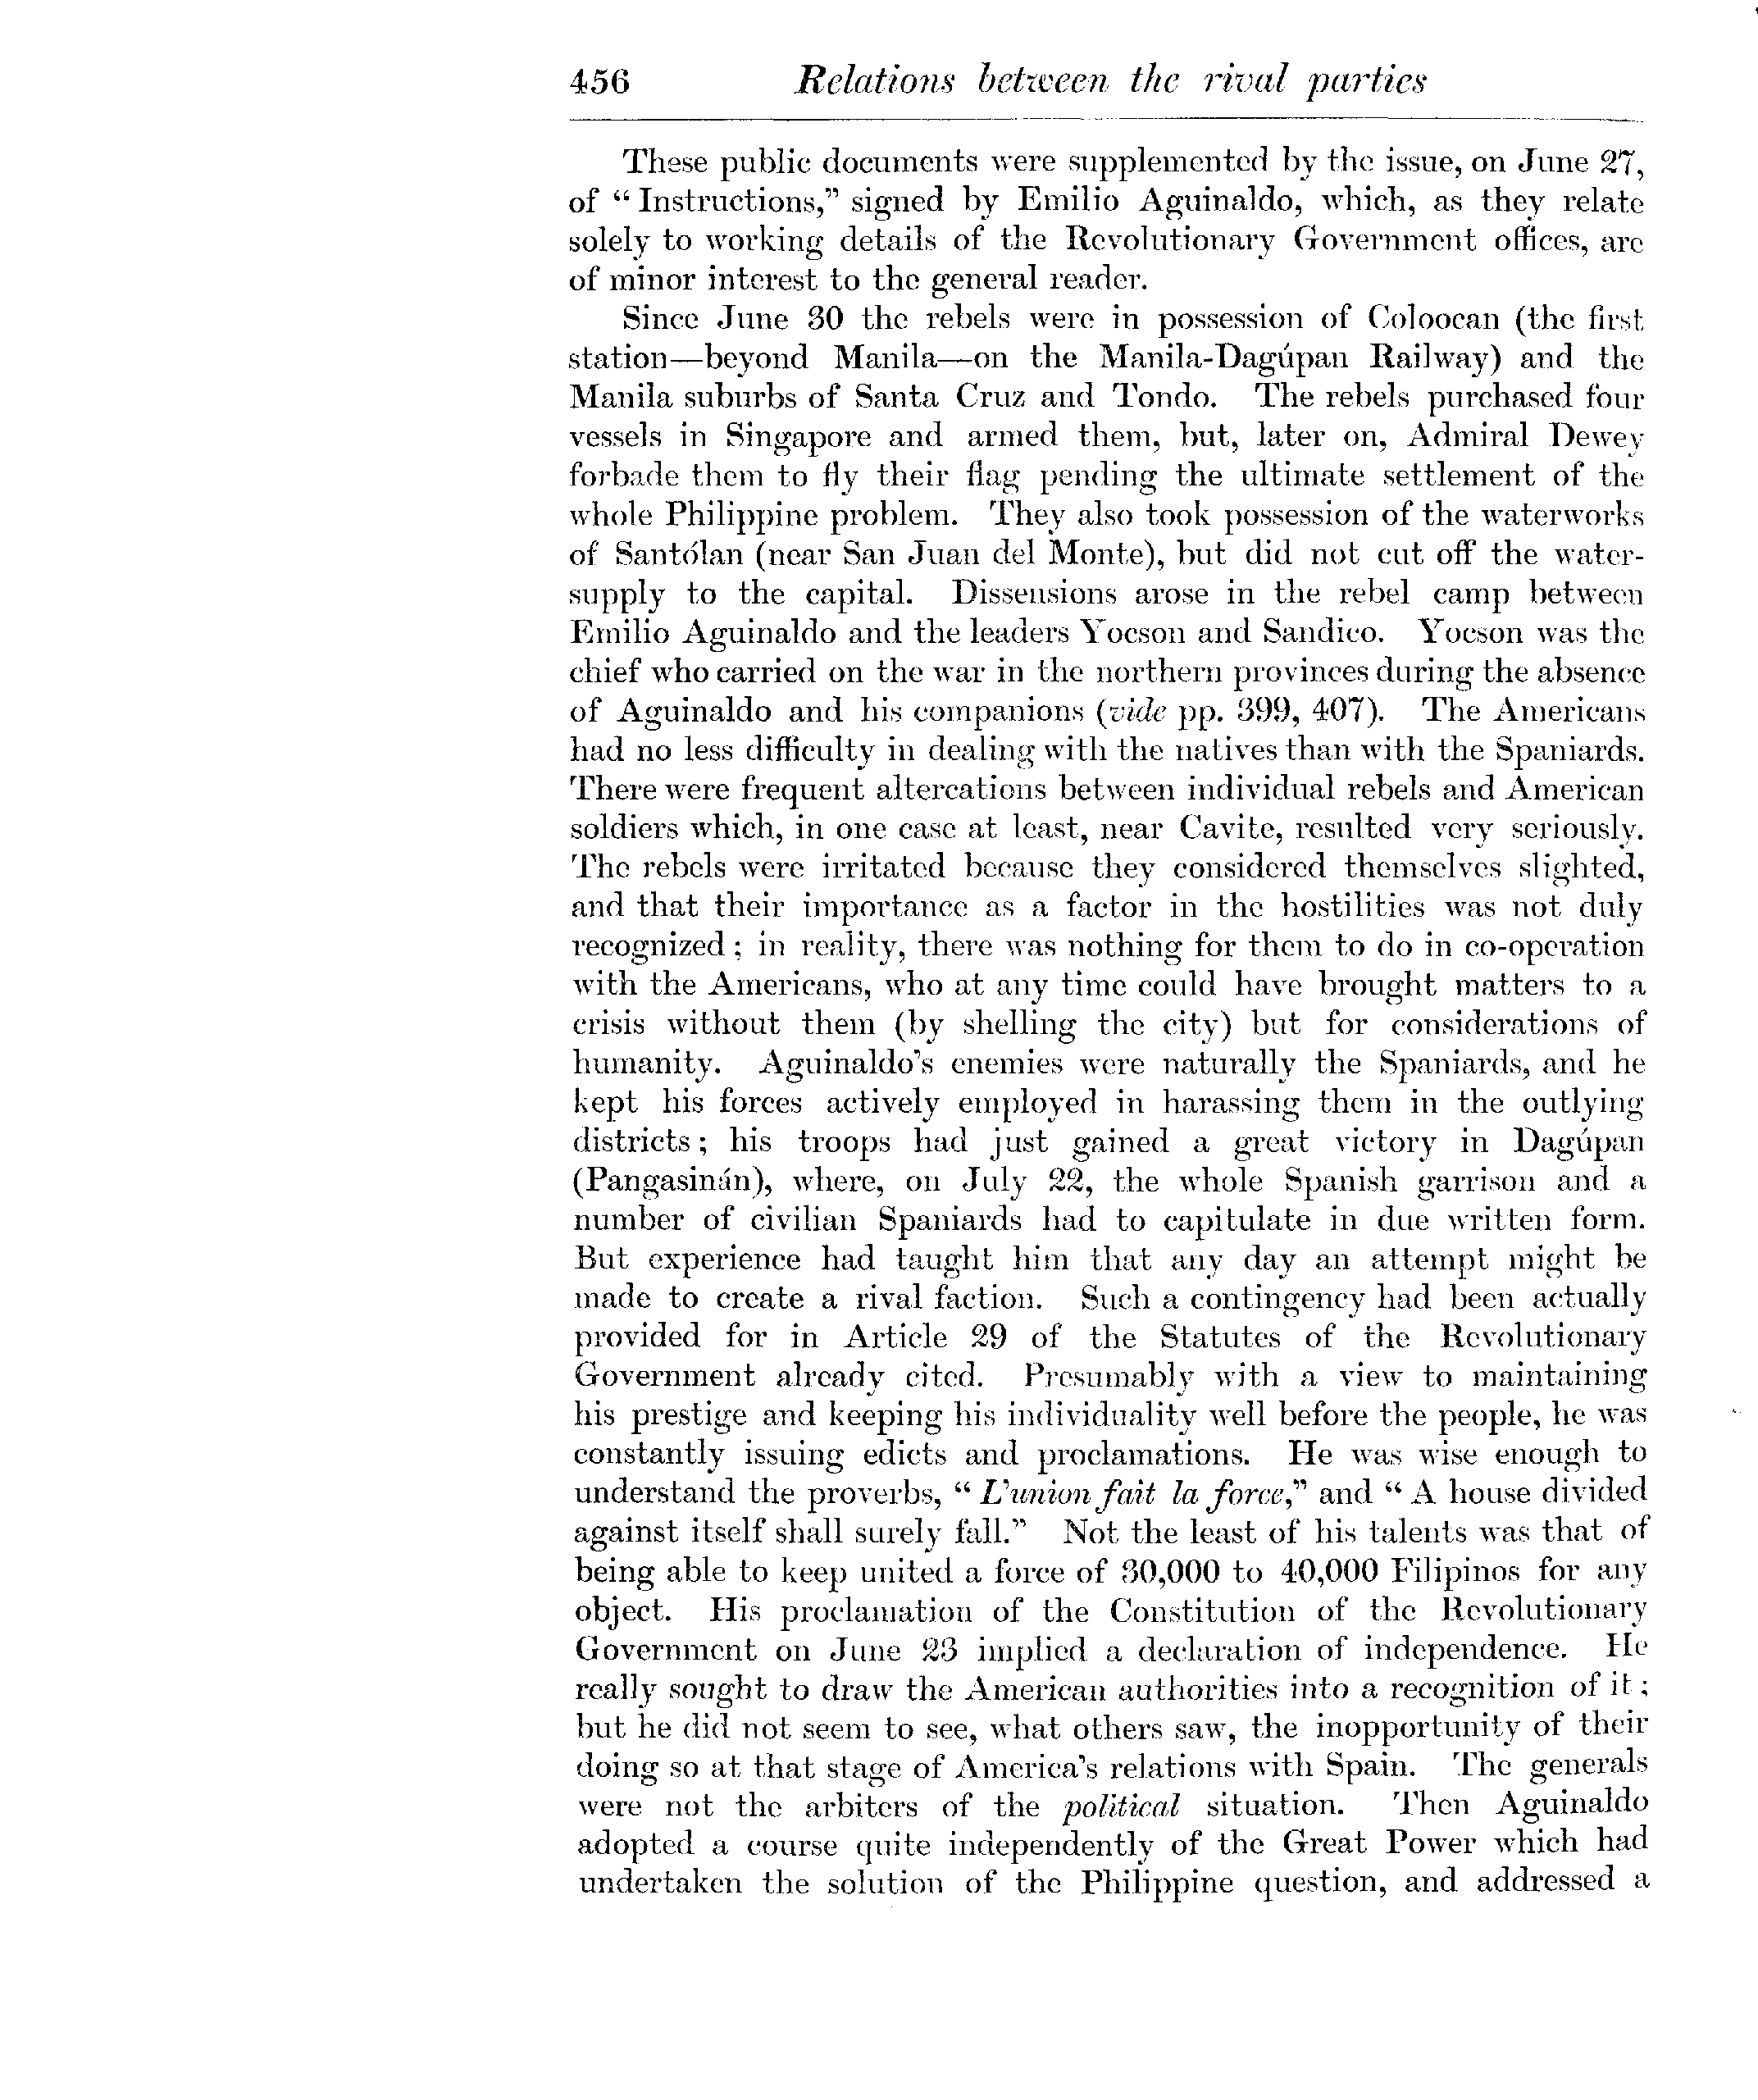 456 Relations between the rival parties
These public documents were supplemented by the issue, on June 27,
of “Instructions,” signed by Emilio Aguinaldo, which, as they relate
solely to working details of the Revolutionary Government offices, are
of minor interest to the general reader.
Since June 30 the rebels were in possession of Coloocan (the first
station—beyond Manila—on the Manila-Dagúpan Railway) and the
Manila suburbs of Santa Cruz and Tondo. The rebels purchased four
vessels in Singapore and armed them, but, later on, Admiral Dewey
forbade them to fly their flag pending the ultimate settlement of the
whole Philippine problem. They also took possession of the waterworks
of Santólan (near San Juan del Monte), but did not cut off the water-
supply to the capital. Dissensions arose in the rebel camp between
Emilio Aguinaldo and the leaders Yocson and Sandico. Yocson was the
chief who carried on the war in the northern provinces during the absence
of Aguinaldo and his companions (vide pp. 399, 407). The Americans
had no less difficulty in dealing with the natives than with the Spaniards.
There were frequent altercations between individual rebels and American
soldiers which, in one case at least, near Cavite, resulted very seriously.
The rebels were irritated because they considered themselves slighted,
and that their importance as a factor in the hostilities was not duly
recognized; in reality, there was nothing for them to do in co-operation
with the Americans, who at any time could have brought matters to a
crisis without them (by shelling the city) but for considerations of
humanity. Aguinaldo's enemies were naturally the Spaniards, and he
kept his forces actively employed in harassing them in the outlying
districts; his troops had just gained a great victory in Dagúpan
(Pangasinán), where, on July 22, the whole Spanish garrison and a
number of civilian Spaniards had to capitulate in due written form.
But experience had taught him that any day an attempt might be
made to create a rival faction. Such a contingency had been actually
provided for in Article 29 of the Statutes of the Revolutionary
Government already cited. Presumably with a view to maintaining
his prestige and keeping his individuality well before the people, he was
constantly issuing edicts and proclamations. He was wise enough to
understand the proverbs, “L'union fait la force,” and “A house divided
against itself shall surely fall.” Not the least of his talents was that of
being able to keep united a force of 30,000 to 40,000 Filipinos for any
object. His proclamation of the Constitution of the Revolutionary
Government on June 23 implied a declaration of independence. He
really sought to draw the American authorities into a recognition of it;
but he did not seem to see, what others saw, the inopportunity of their
doing so at that stage of America's relations with Spain. The generals
were not the arbiters of the political situation. Then Aguinaldo
adopted a course quite independently of the Great Power which had
undertaken the solution of the Philippine question, and addressed a